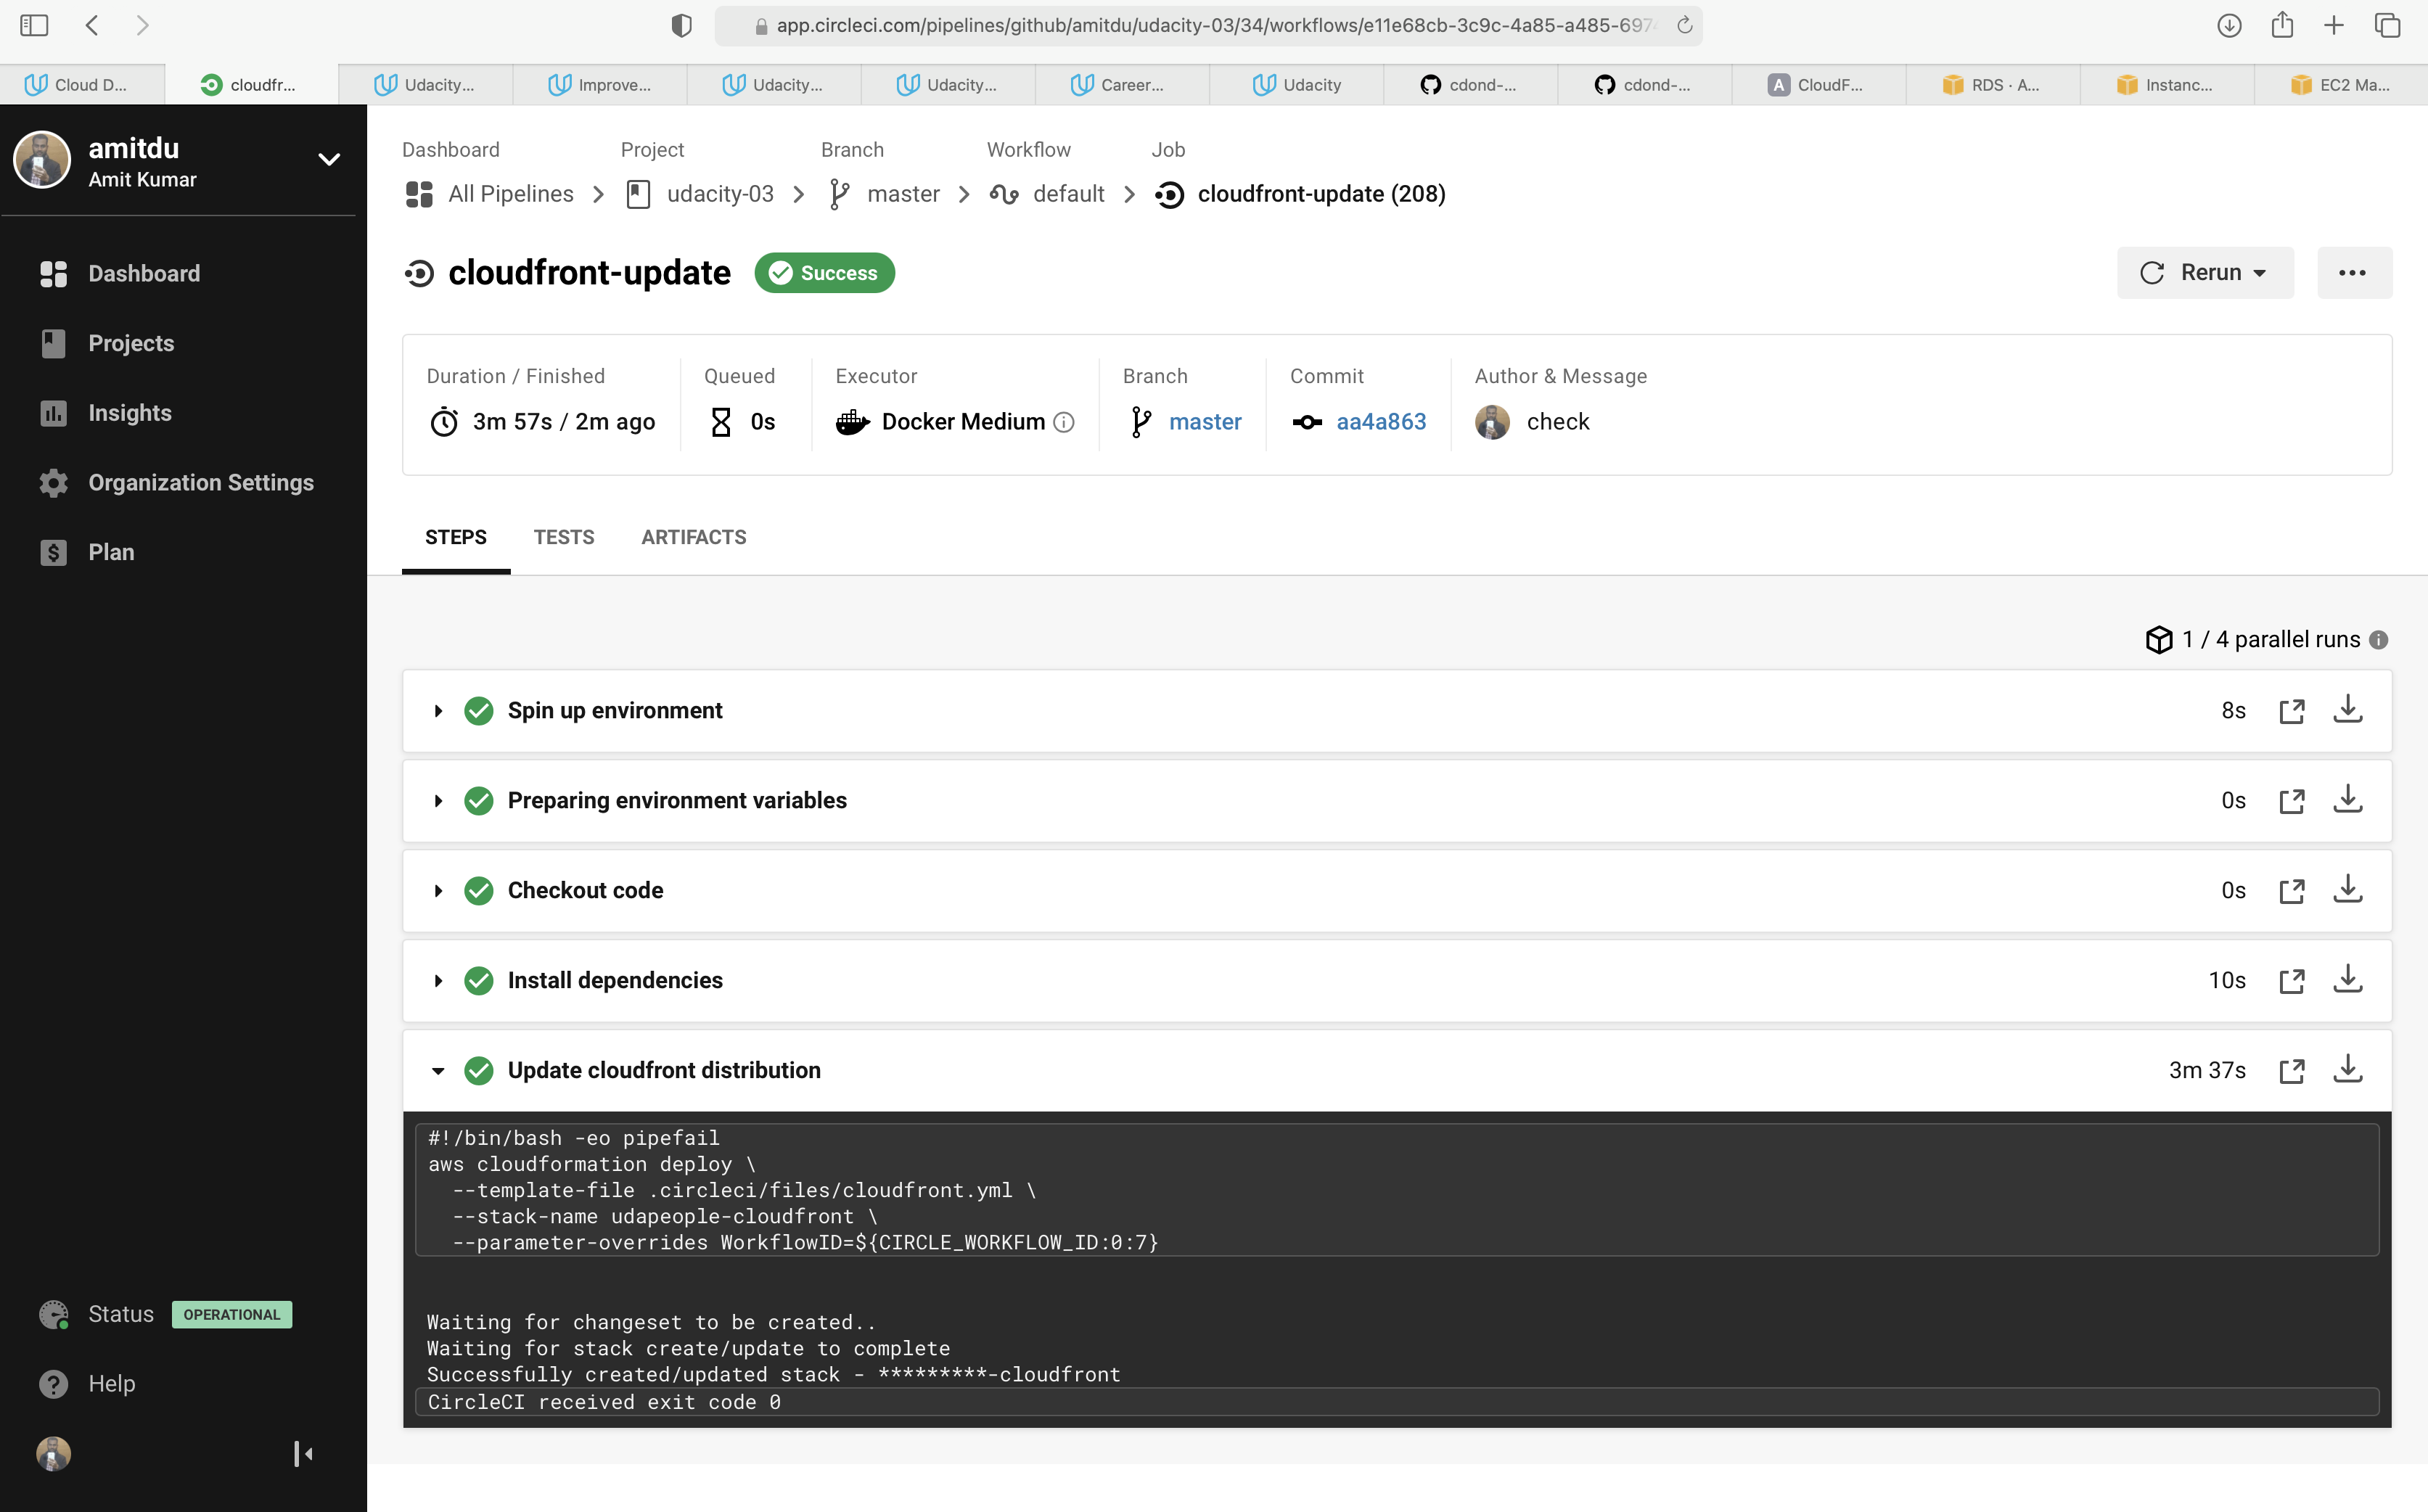 app.circleci.com/pipelines/github/amitdu/udacity-03/34/workflows/e11e68cb-3c9c-4a85-a485-697
Cloud D... cloudfr... Udacity... Improve... Udacity... Udacity... Career... Udacity cdond-... cdond-... A CloudF... RDS · A... Instanc... EC2 Ma...
amitdu
Amit Kumar
Dashboard
Projects
Insights
Organization Settings
Plan
Status OPERATIONAL
Help
Dashboard Project Branch Workflow Job
All Pipelines udacity-03 master default cloudfront-update (208)
cloudfront-update Success
Rerun
Duration / Finished Queued Executor Branch Commit Author & Message
3m 57s / 2m ago 0s Docker Medium master aa4a863 check
STEPS TESTS ARTIFACTS
1 / 4 parallel runs
Spin up environment 8s
Preparing environment variables 0s
Checkout code 0s
Install dependencies 10s
Update cloudfront distribution 3m 37s
#!/bin/bash -eo pipefail
aws cloudformation deploy \
--template-file .circleci/files/cloudfront.yml \
--stack-name udapeople-cloudfront \
--parameter-overrides WorkflowID=${CIRCLE_WORKFLOW_ID:0:7}
Waiting for changeset to be created..
Waiting for stack create/update to complete
Successfully created/updated stack - *********-cloudfront
CircleCI received exit code 0